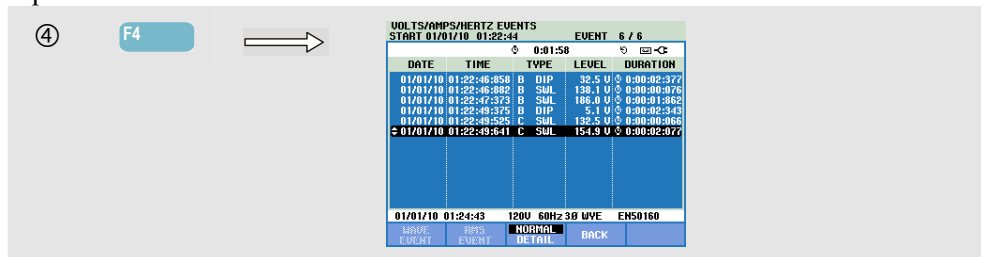 ④ F4
VOLTS/AMPS/HERTZ EVENTS
START 01/01/10 01:22:44 EVENT 6 / 6
0:01:58
DATE TIME TYPE LEVEL DURATION
01/01/10 01:22:46:858 B DIP 32.5 V 0:00:02:377
01/01/10 01:22:46:882 B SWL 138.1 V 0:00:00:076
01/01/10 01:22:47:373 B SWL 186.0 V 0:00:01:862
01/01/10 01:22:49:375 B DIP 5.1 V 0:00:02:343
01/01/10 01:22:49:525 C SWL 132.5 V 0:00:00:066
01/01/10 01:22:49:641 C SWL 154.9 V 0:00:02:077
01/01/10 01:24:43 120V 60Hz 3Ø WYE EN50160
WAVE EVENT
RMS EVENT
NORMAL DETAIL
BACK